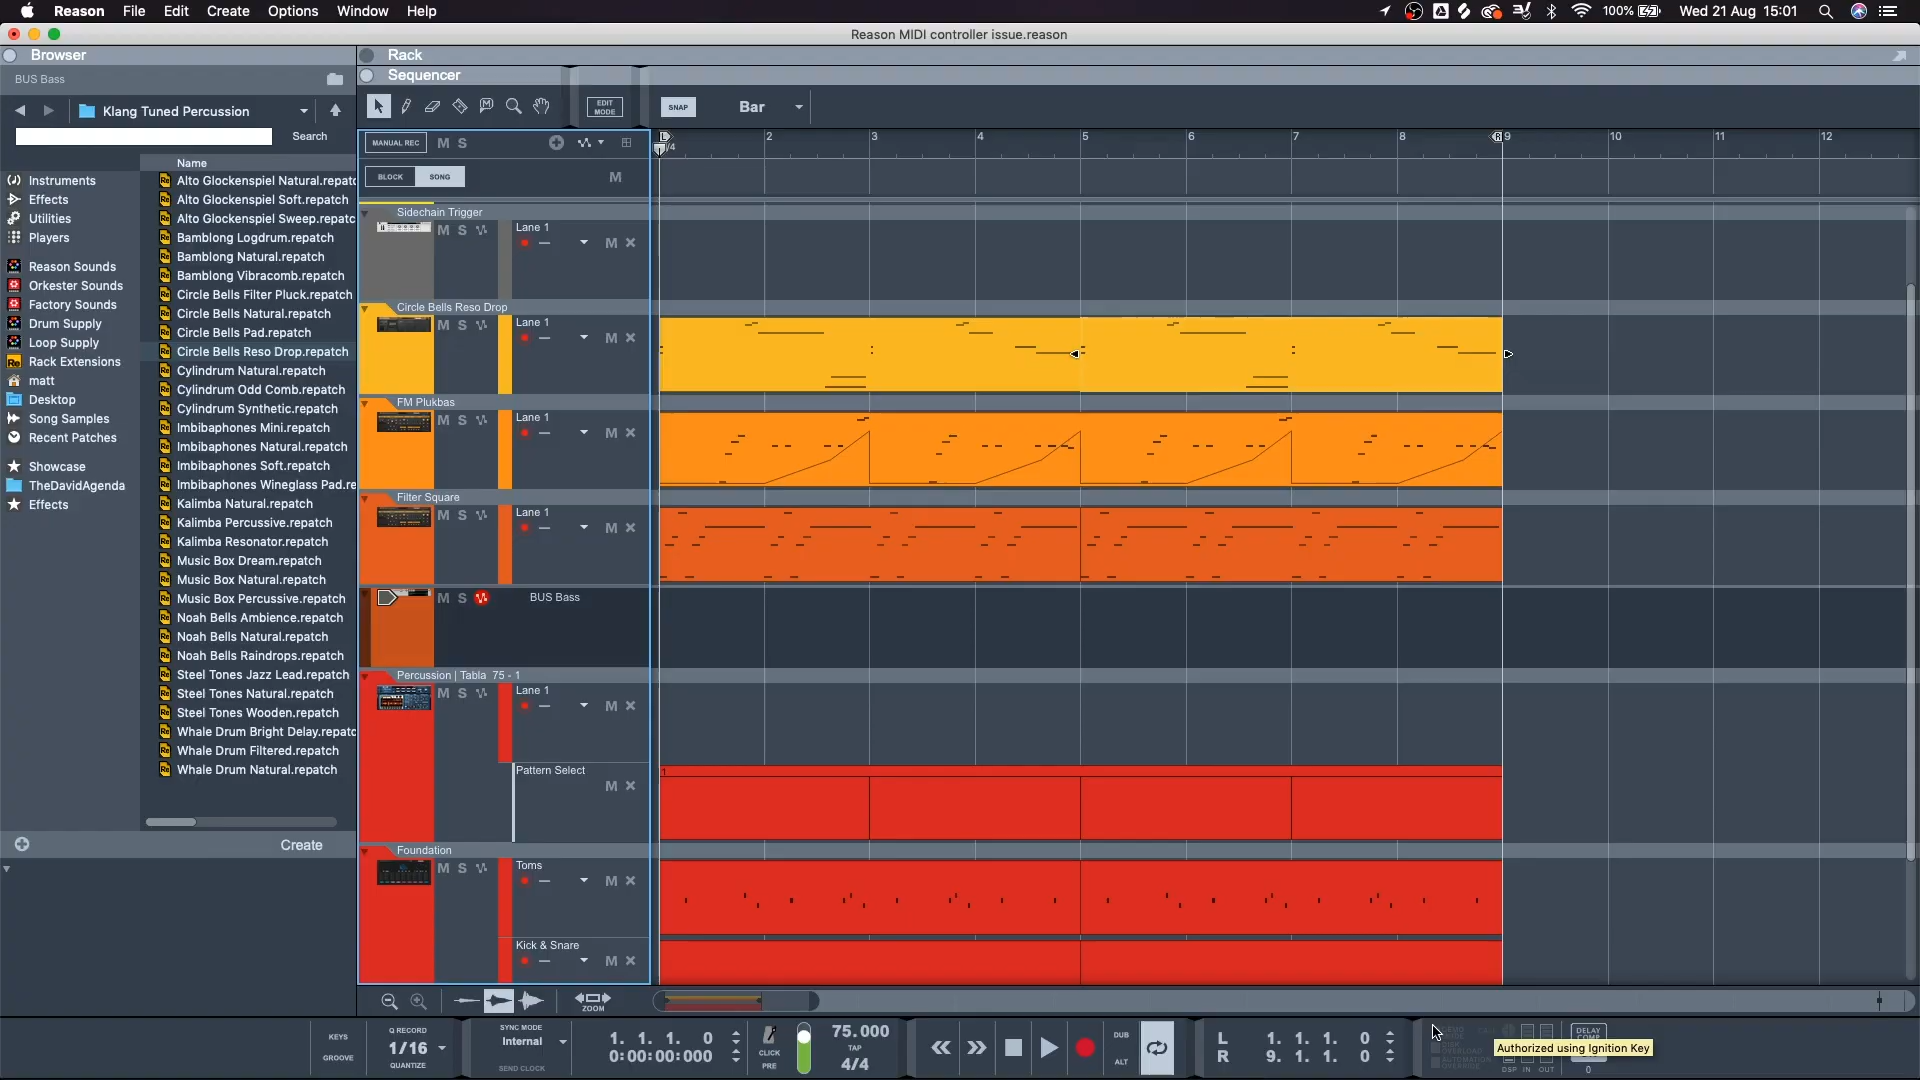 Reason File Edit Create Options Window Help 100% Wed 21 Aug 15:01
Reason MIDI controller issue.reason
Browser
BUS Bass
Klang Tuned Percussion
Search
Name
Instruments
Effects
Utilities
Players
Reason Sounds
Orkester Sounds
Factory Sounds
Drum Supply
Loop Supply
Rack Extensions
matt
Desktop
Song Samples
Recent Patches
Showcase
TheDavidAgenda
Effects
Alto Glockenspiel Natural.repatc
Alto Glockenspiel Soft.repatch
Alto Glockenspiel Sweep.repatc
Bamblong Logdrum.repatch
Bamblong Natural.repatch
Bamblong Vibracomb.repatch
Circle Bells Filter Pluck.repatch
Circle Bells Natural.repatch
Circle Bells Pad.repatch
Circle Bells Reso Drop.repatch
Cylindrum Natural.repatch
Cylindrum Odd Comb.repatch
Cylindrum Synthetic.repatch
Imbibaphones Mini.repatch
Imbibaphones Natural.repatch
Imbibaphones Soft.repatch
Imbibaphones Wineglass Pad.re
Kalimba Natural.repatch
Kalimba Percussive.repatch
Kalimba Resonator.repatch
Music Box Dream.repatch
Music Box Natural.repatch
Music Box Percussive.repatch
Noah Bells Ambience.repatch
Noah Bells Natural.repatch
Noah Bells Raindrops.repatch
Steel Tones Jazz Lead.repatch
Steel Tones Natural.repatch
Steel Tones Wooden.repatch
Whale Drum Bright Delay.repatc
Whale Drum Filtered.repatch
Whale Drum Natural.repatch
Create
Rack
Sequencer
EDIT MODE SNAP Bar
MANUAL REC M S
BLOCK SONG M
L 2 3 4 5 6 7 8 R 9 10 11 12
/4
Sidechain Trigger
M S Lane 1
M
Circle Bells Reso Drop
M S Lane 1
M
FM Plukbas
M S Lane 1
M
Filter Square
M S Lane 1
M
M S BUS Bass
Percussion | Tabla 75 - 1
M S Lane 1
M
Pattern Select
M
1
Foundation
M S Toms
M
Kick & Snare
M
ZOOM
KEYS
GROOVE
Q RECORD
1/16
QUANTIZE
SYNC MODE
Internal
SEND CLOCK
1. 1. 1. 0
0:00:00:000
CLICK
PRE
75.000
TAP
4/4
DUB
ALT
L 1. 1. 1. 0
R 9. 1. 1. 0
DELAY
COMP
Authorized using Ignition Key
DSP IN OUT 0